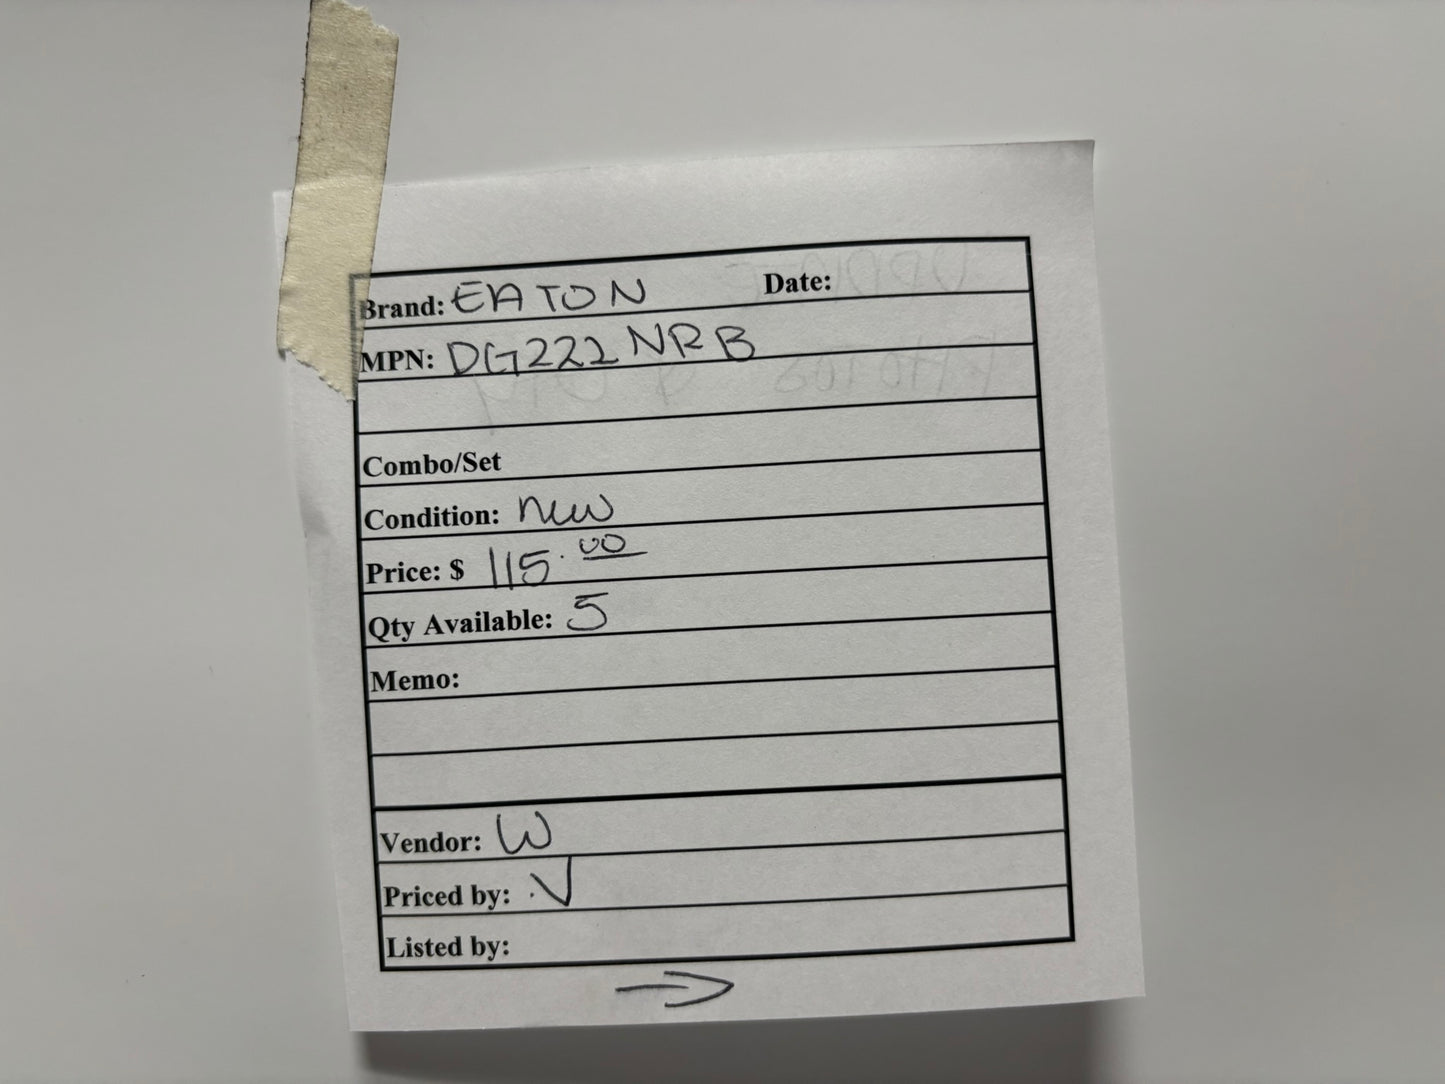 Brand: EATON Date:
MPN: DG222NRB
Combo/Set
Condition: new
Price: $ 115.00
Qty Available: 5
Memo:
Vendor: W
Priced by: V
Listed by: